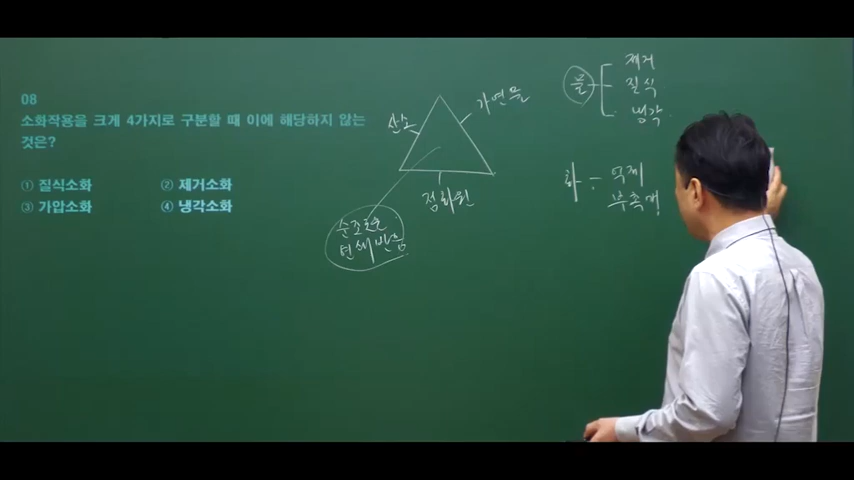 08
소화작용을 크게 4가지로 구분할 때 이에 해당하지 않는
것은?
① 질식소화 ② 제거소화
③ 가압소화 ④ 냉각소화
산소
가연물
점화원
순조로운
연쇄반응
물
제거
질식
냉각
화 : 억제
부촉매